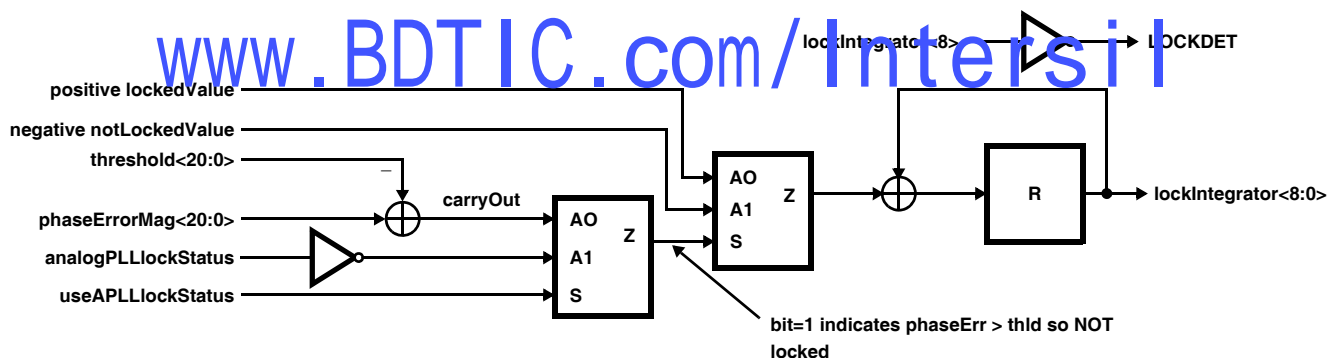 www.BDTIC.com/Intersil
lockIntegrator<8>
LOCKDET
positive lockedValue
negative notLockedValue
threshold<20:0>
−
phaseErrorMag<20:0>
carryOut
analogPLLlockStatus
useAPLLlockStatus
AO
A1
S
Z
AO
A1
S
Z
R
lockIntegrator<8:0>
bit=1 indicates phaseErr > thld so NOT
locked